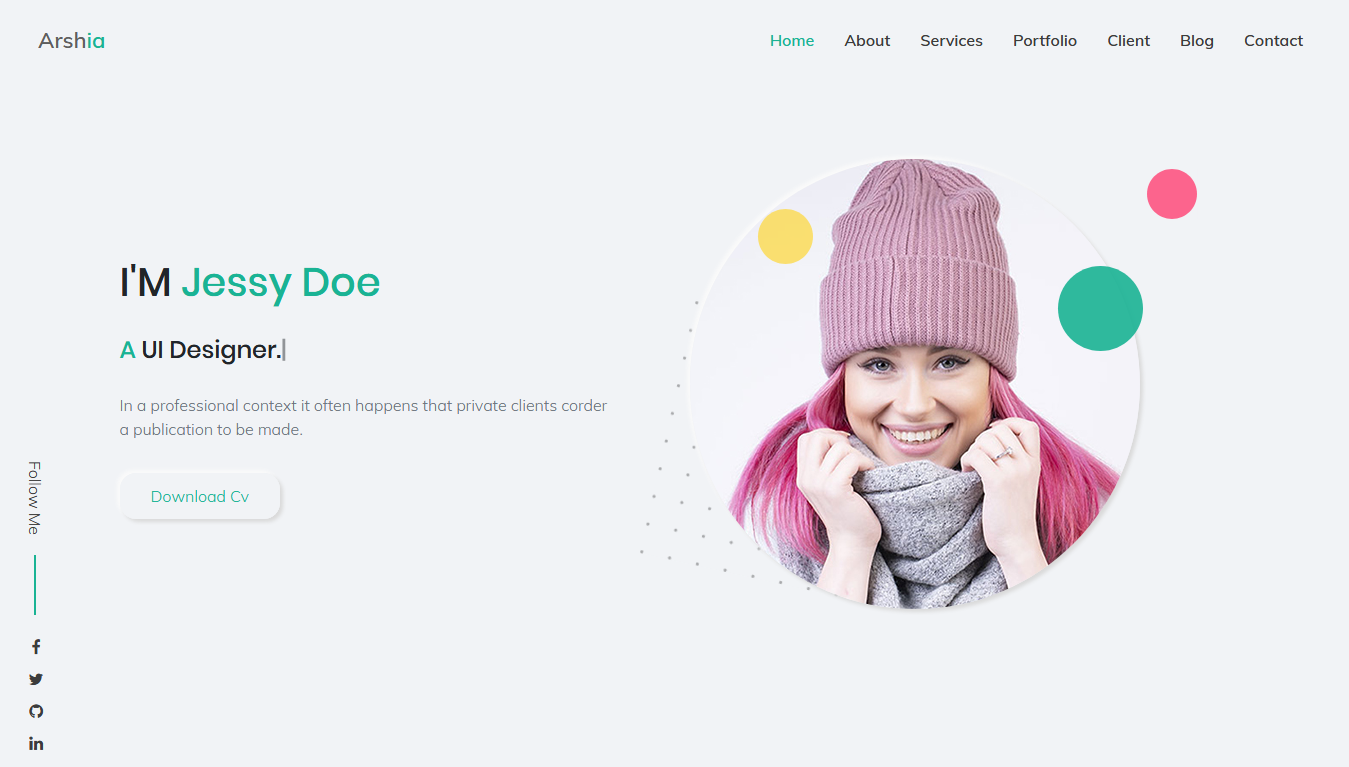 Arshia
Home About Services Portfolio Client Blog Contact
I'M Jessy Doe
A UI Designer.|
In a professional context it often happens that private clients corder
a publication to be made.
Download Cv
Follow Me